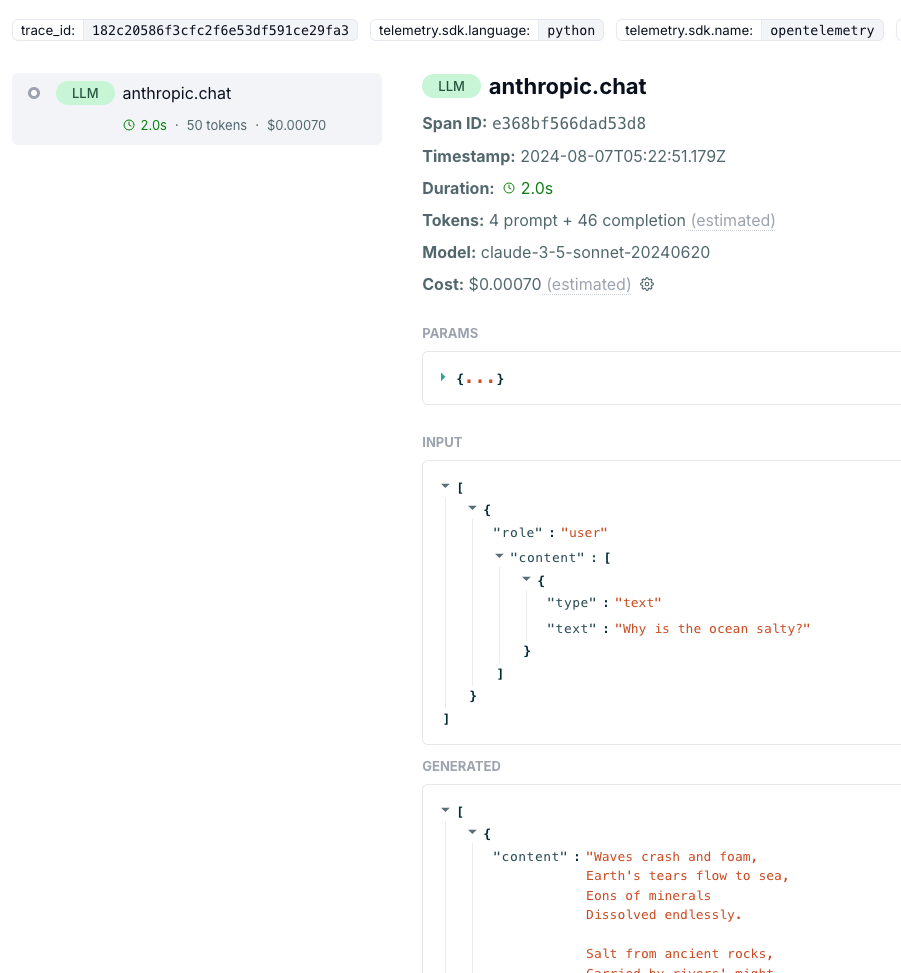 trace_id: 182c20586f3cfc2f6e53df591ce29fa3 telemetry.sdk.language: python telemetry.sdk.name: opentelemetry
LLM anthropic.chat
2.0s · 50 tokens · $0.00070
LLM anthropic.chat
Span ID: e368bf566dad53d8
Timestamp: 2024-08-07T05:22:51.179Z
Duration: 2.0s
Tokens: 4 prompt + 46 completion (estimated)
Model: claude-3-5-sonnet-20240620
Cost: $0.00070 (estimated)
PARAMS
{...}
INPUT
[
{
"role" : "user"
"content" : [
{
"type" : "text"
"text" : "Why is the ocean salty?"
}
]
}
]
GENERATED
[
{
"content" : "Waves crash and foam,
Earth's tears flow to sea,
Eons of minerals
Dissolved endlessly.
Salt from ancient rocks,
Carried by rivers' might